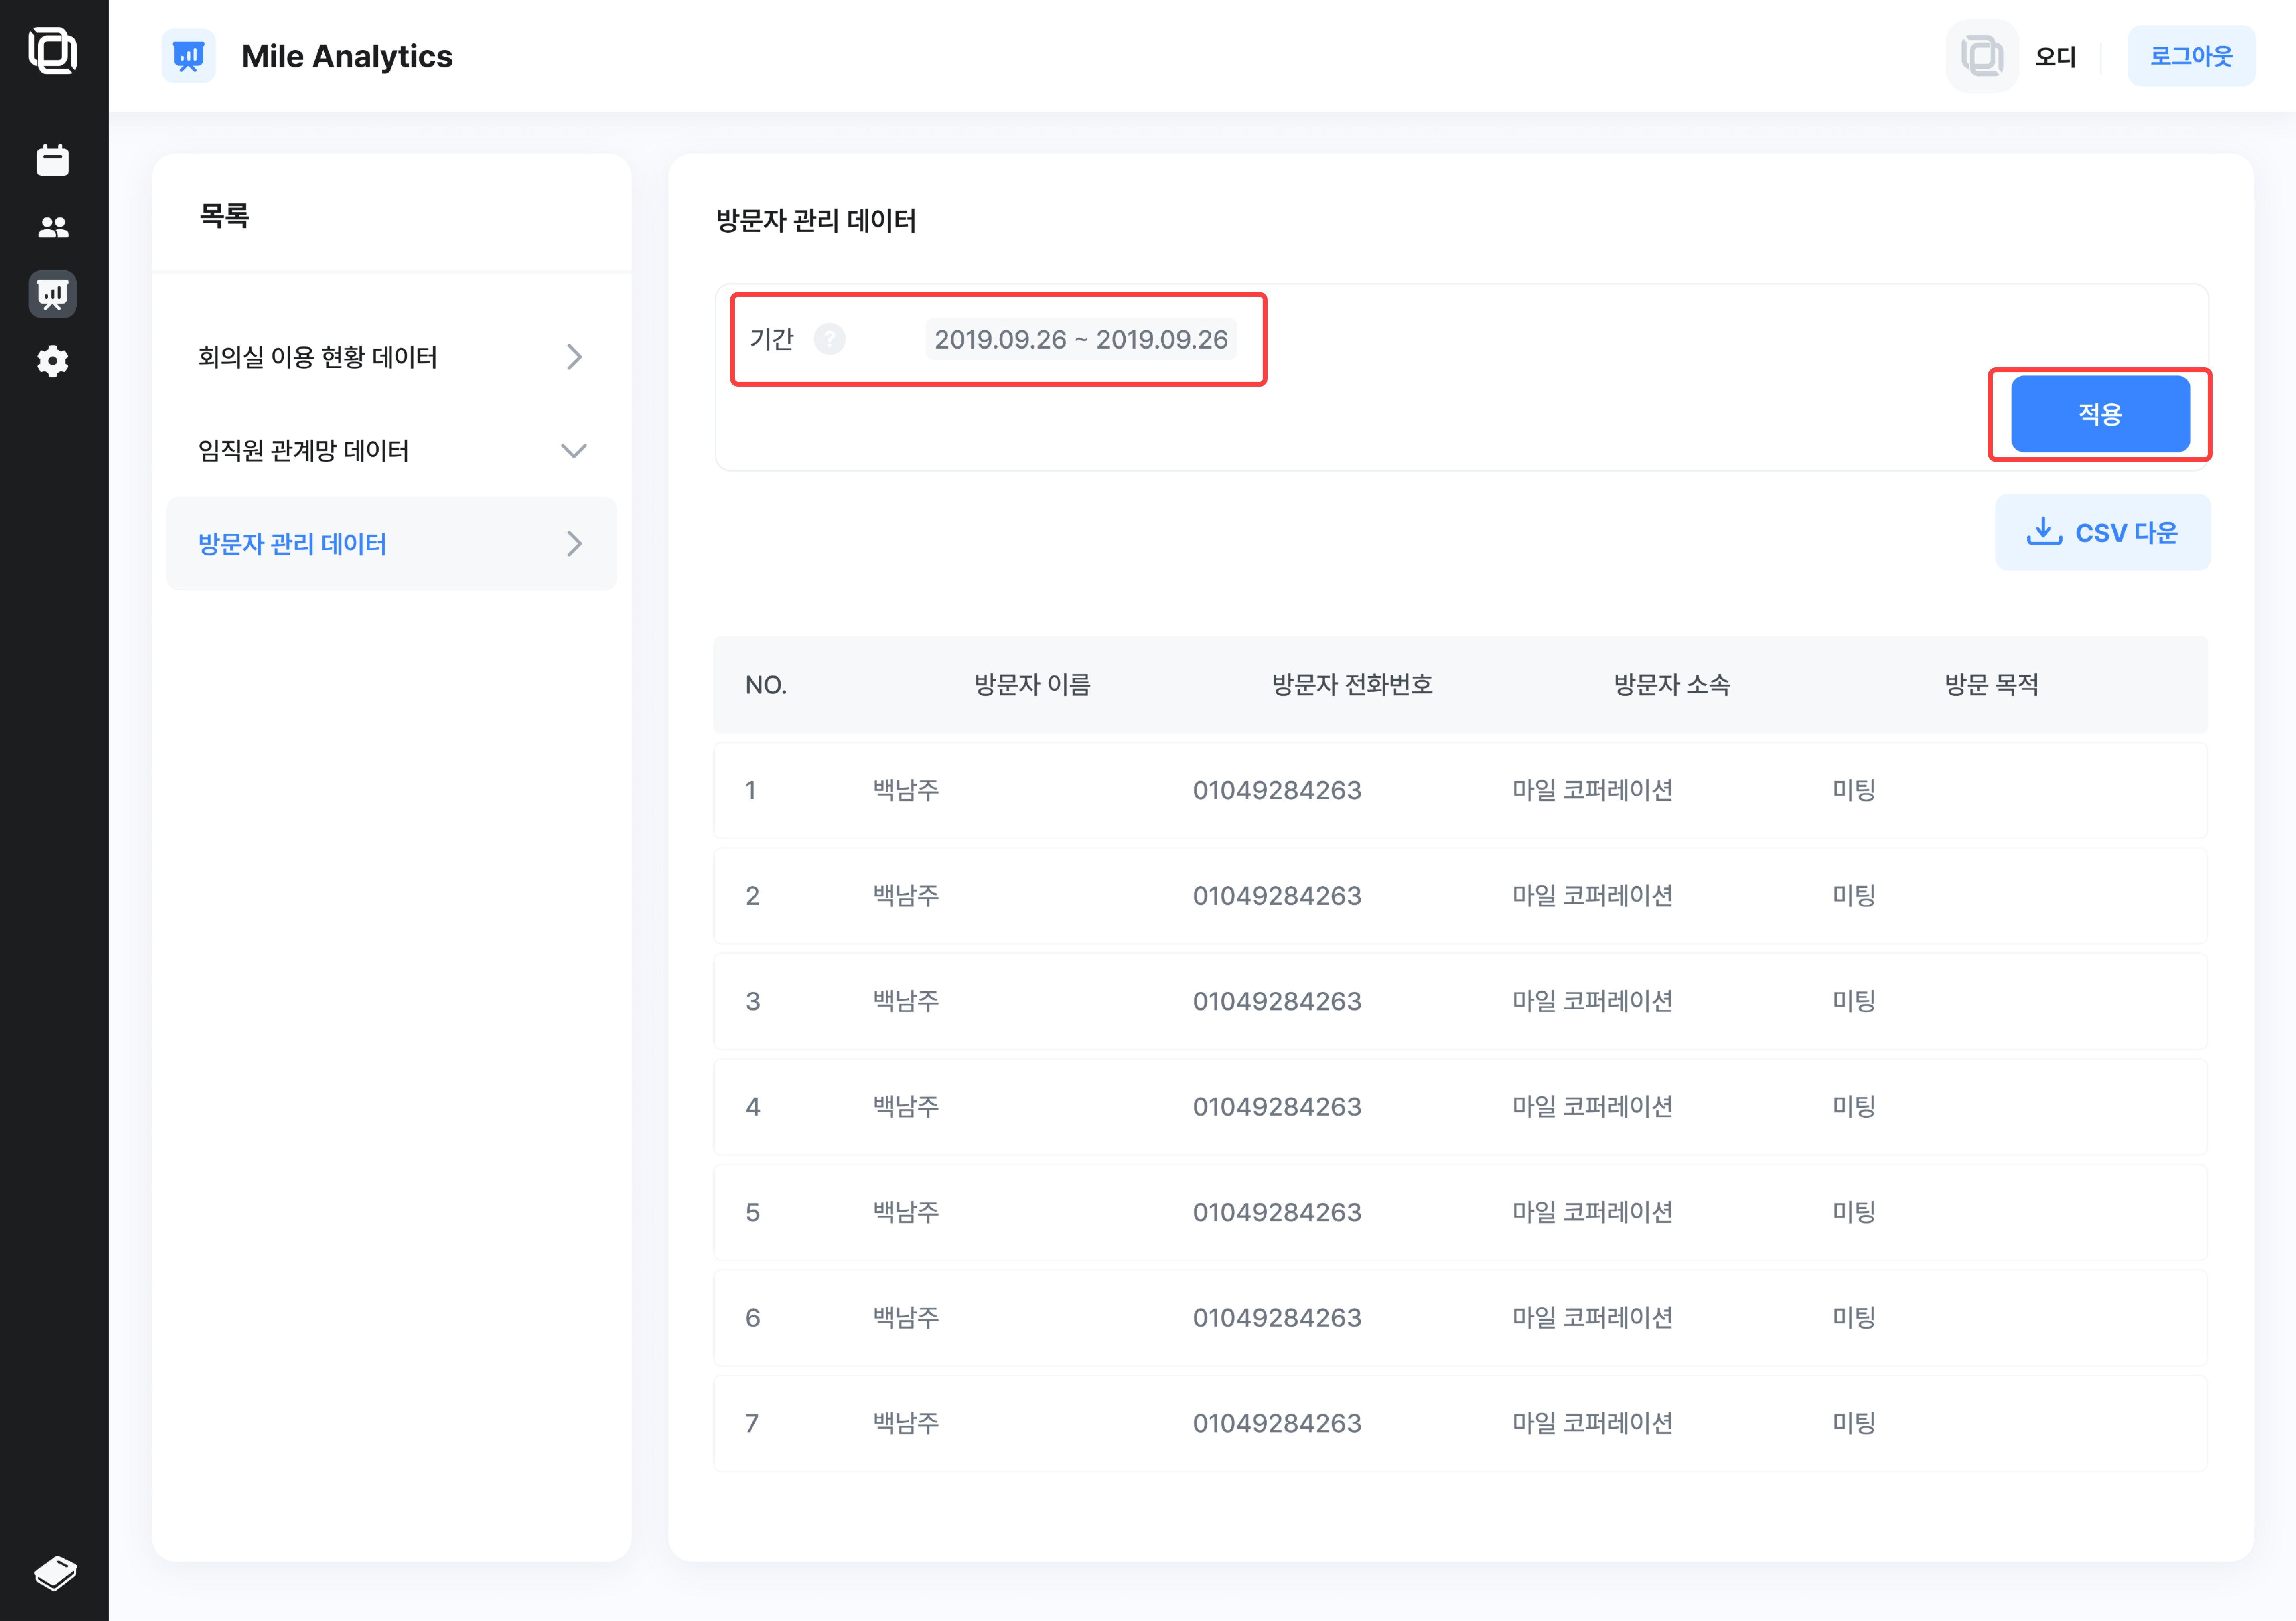 Mile Analytics
오디
로그아웃
목록
회의실 이용 현황 데이터
임직원 관계망 데이터
방문자 관리 데이터
방문자 관리 데이터
기간 ? 2019.09.26 ~ 2019.09.26
적용
CSV 다운
NO. 방문자 이름 방문자 전화번호 방문자 소속 방문 목적
1 백남주 01049284263 마일 코퍼레이션 미팅
2 백남주 01049284263 마일 코퍼레이션 미팅
3 백남주 01049284263 마일 코퍼레이션 미팅
4 백남주 01049284263 마일 코퍼레이션 미팅
5 백남주 01049284263 마일 코퍼레이션 미팅
6 백남주 01049284263 마일 코퍼레이션 미팅
7 백남주 01049284263 마일 코퍼레이션 미팅